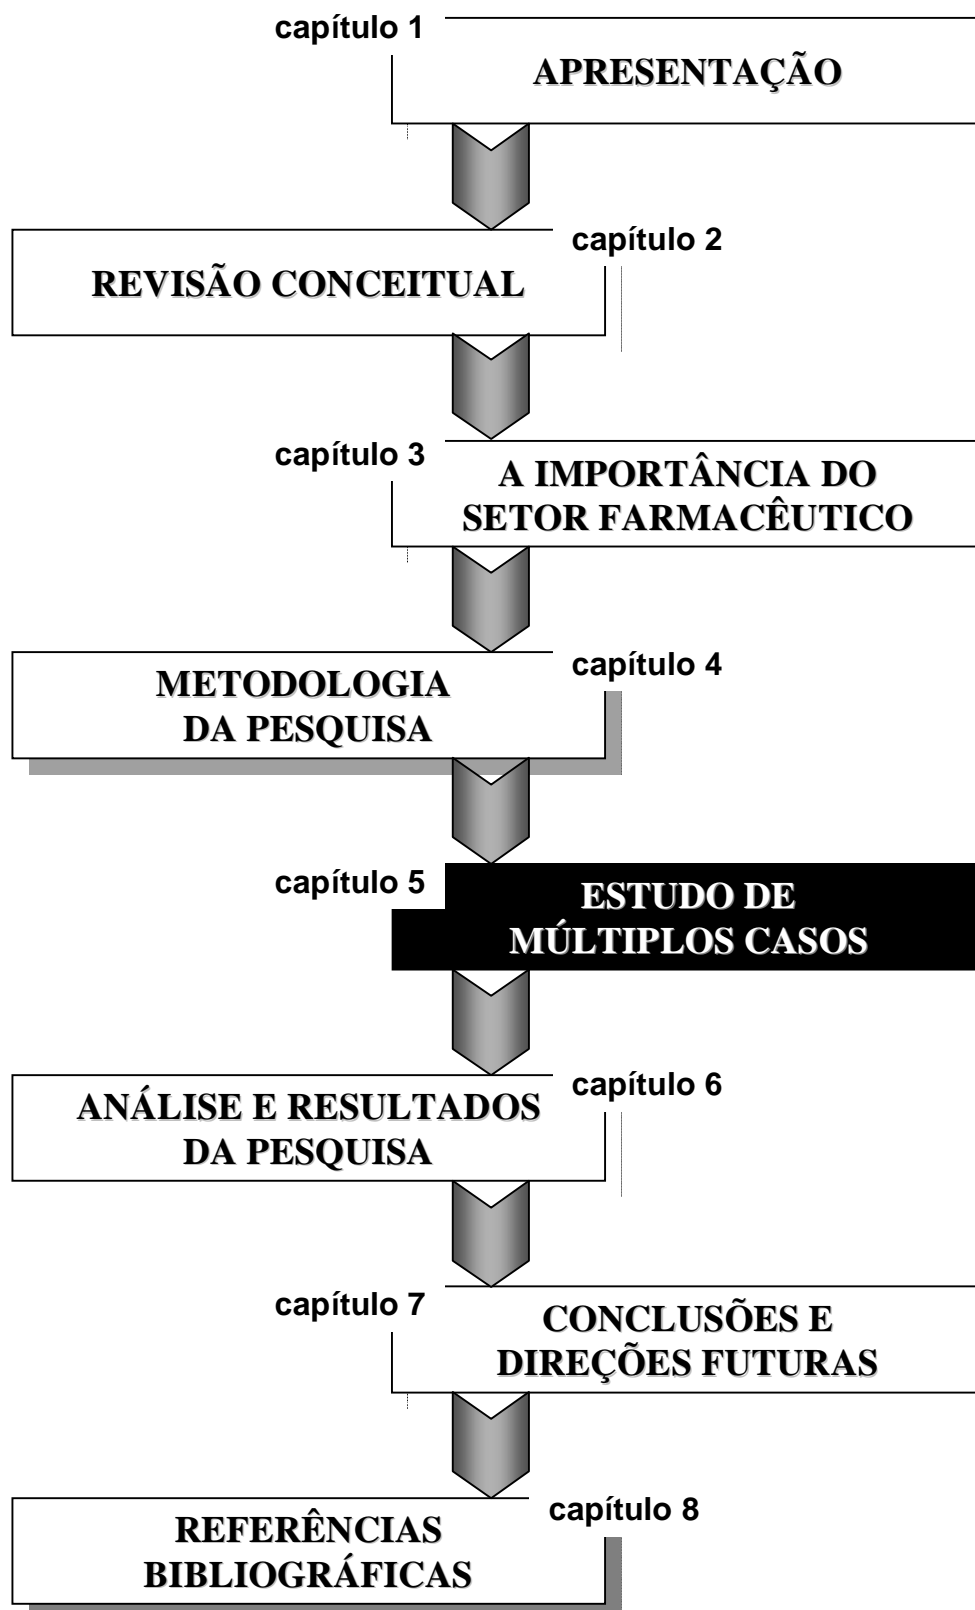 capítulo 1
APRESENTAÇÃO
capítulo 2
REVISÃO CONCEITUAL
capítulo 3
A IMPORTÂNCIA DO
SETOR FARMACÊUTICO
capítulo 4
METODOLOGIA
DA PESQUISA
capítulo 5
ESTUDO DE
MÚLTIPLOS CASOS
capítulo 6
ANÁLISE E RESULTADOS
DA PESQUISA
capítulo 7
CONCLUSÕES E
DIREÇÕES FUTURAS
capítulo 8
REFERÊNCIAS
BIBLIOGRÁFICAS